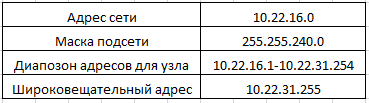 Адрес сети 10.22.16.0
Маска подсети 255.255.240.0
Диапозон адресов для узла 10.22.16.1-10.22.31.254
Широковещательный адрес 10.22.31.255